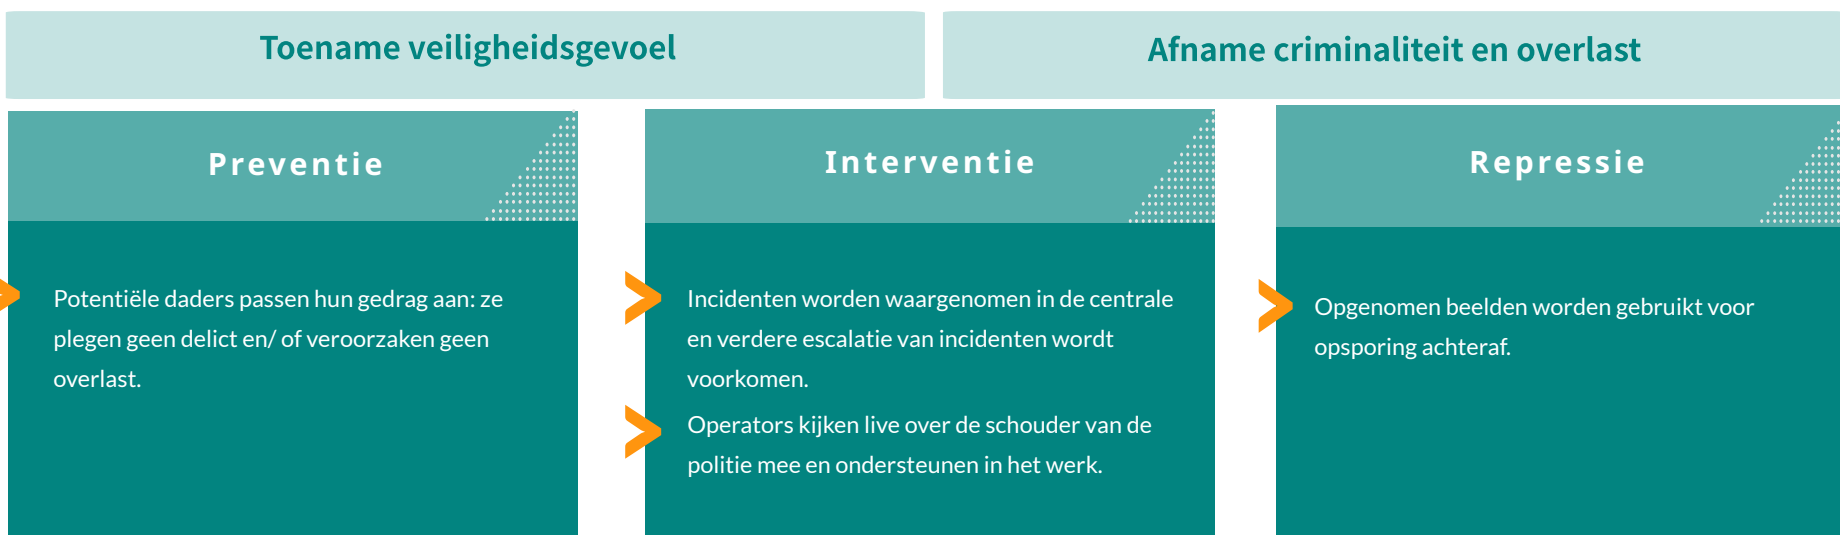 Toename veiligheidsgevoel
Afname criminaliteit en overlast
Preventie
Potentiële daders passen hun gedrag aan: ze
plegen geen delict en/ of veroorzaken geen
overlast.
Interventie
Incidenten worden waargenomen in de centrale
en verdere escalatie van incidenten wordt
voorkomen.
Operators kijken live over de schouder van de
politie mee en ondersteunen in het werk.
Repressie
Opgenomen beelden worden gebruikt voor
opsporing achteraf.